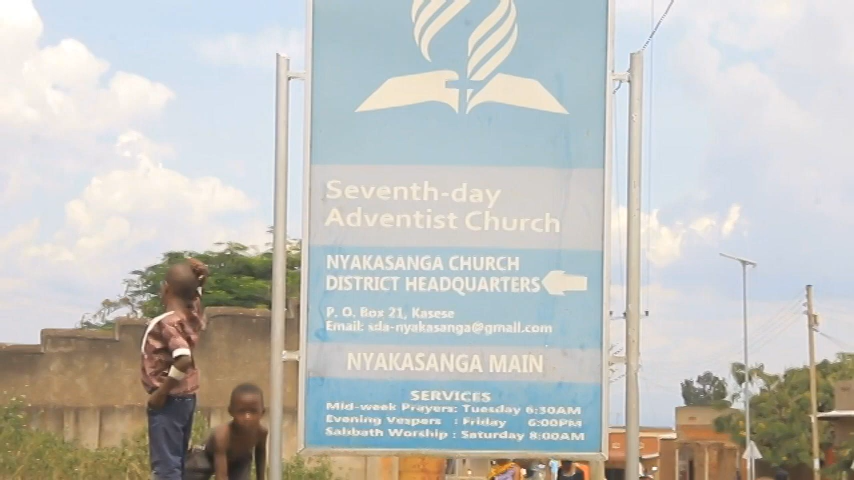 Seventh-day
Adventist Church
NYAKASANGA CHURCH
DISTRICT HEADQUARTERS
P. O. Box 21, Kasese
Email: sda-nyakasanga@gmail.com
NYAKASANGA MAIN
SERVICES
Mid-week Prayers: Tuesday 6:30AM
Evening Vespers : Friday 6:00PM
Sabbath Worship : Saturday 8:00AM